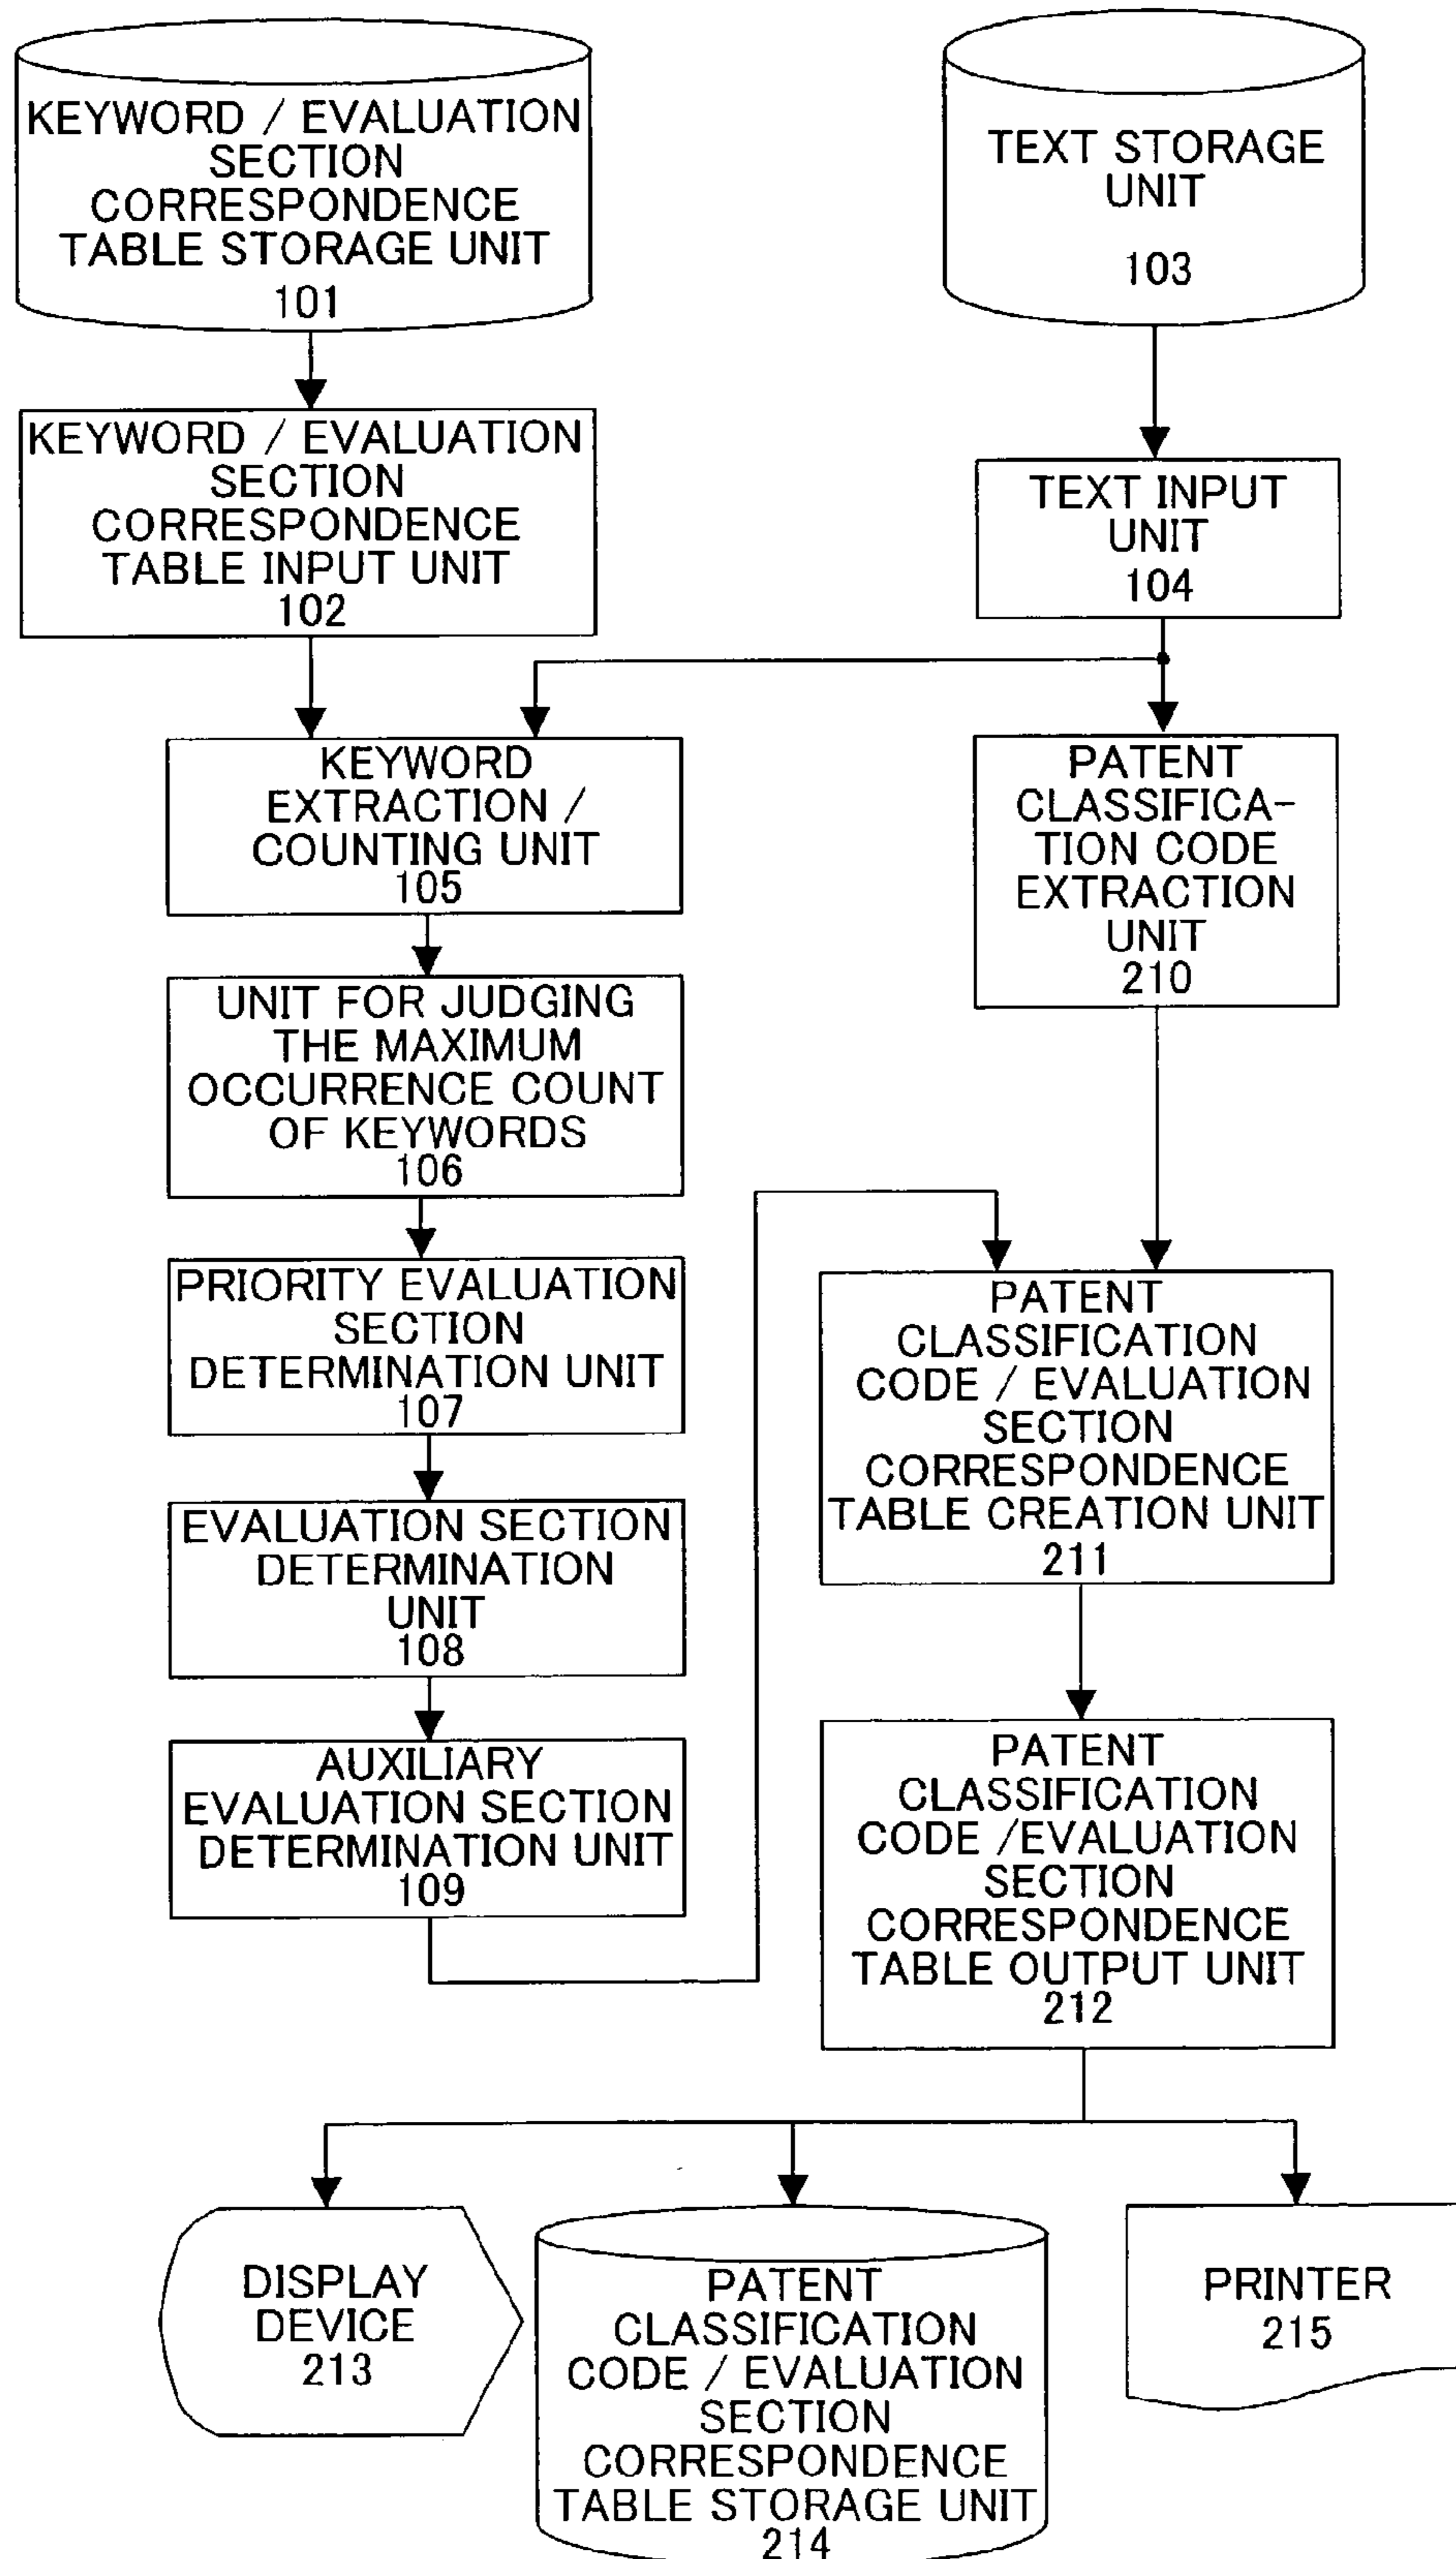 KEYWORD / EVALUATION
SECTION
CORRESPONDENCE
TABLE STORAGE UNIT
101
TEXT STORAGE
UNIT
103
KEYWORD / EVALUATION
SECTION
CORRESPONDENCE
TABLE INPUT UNIT
102
TEXT INPUT
UNIT
104
KEYWORD
EXTRACTION /
COUNTING UNIT
105
PATENT
CLASSIFICA-
TION CODE
EXTRACTION
UNIT
210
UNIT FOR JUDGING
THE MAXIMUM
OCCURRENCE COUNT
OF KEYWORDS
106
PRIORITY EVALUATION
SECTION
DETERMINATION UNIT
107
EVALUATION SECTION
DETERMINATION
UNIT
108
AUXILIARY
EVALUATION SECTION
DETERMINATION UNIT
109
PATENT
CLASSIFICATION
CODE / EVALUATION
SECTION
CORRESPONDENCE
TABLE CREATION UNIT
211
PATENT
CLASSIFICATION
CODE /EVALUATION
SECTION
CORRESPONDENCE
TABLE OUTPUT UNIT
212
DISPLAY
DEVICE
213
PATENT
CLASSIFICATION
CODE / EVALUATION
SECTION
CORRESPONDENCE
TABLE STORAGE UNIT
214
PRINTER
215